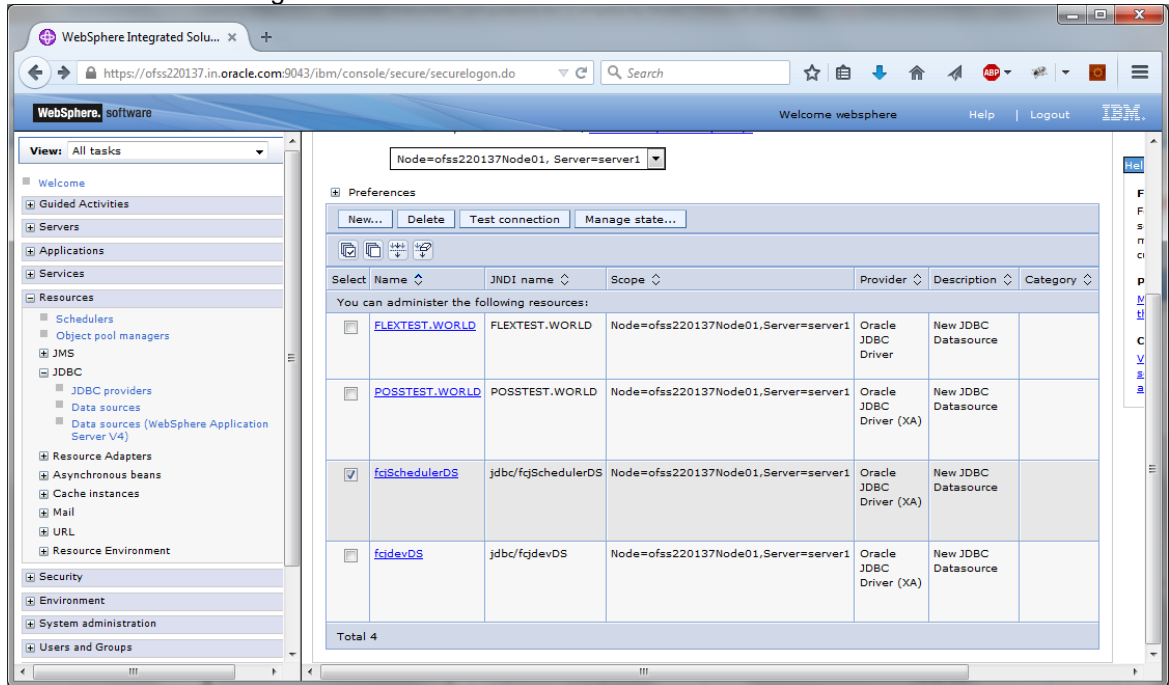 WebSphere Integrated Solu...
https://ofss220137.in.oracle.com:9043/ibm/console/secure/securelogon.do
Search
ABP
WebSphere. software
Welcome websphere
Help | Logout
IBM.
View: All tasks
Welcome
Guided Activities
Servers
Applications
Services
Resources
Schedulers
Object pool managers
JMS
JDBC
JDBC providers
Data sources
Data sources (WebSphere Application
Server V4)
Resource Adapters
Asynchronous beans
Cache instances
Mail
URL
Resource Environment
Security
Environment
System administration
Users and Groups
Node=ofss220137Node01, Server=server1
Preferences
New... Delete Test connection Manage state...
Select Name JNDI name Scope Provider Description Category
You can administer the following resources:
FLEXTEST.WORLD FLEXTEST.WORLD Node=ofss220137Node01,Server=server1 Oracle New JDBC
JDBC Datasource
Driver
POSSTEST.WORLD POSSTEST.WORLD Node=ofss220137Node01,Server=server1 Oracle New JDBC
JDBC Datasource
Driver (XA)
fcjSchedulerDS jdbc/fcjSchedulerDS Node=ofss220137Node01,Server=server1 Oracle New JDBC
JDBC Datasource
Driver (XA)
fcjdevDS jdbc/fcjdevDS Node=ofss220137Node01,Server=server1 Oracle New JDBC
JDBC Datasource
Driver (XA)
Total 4
Hel